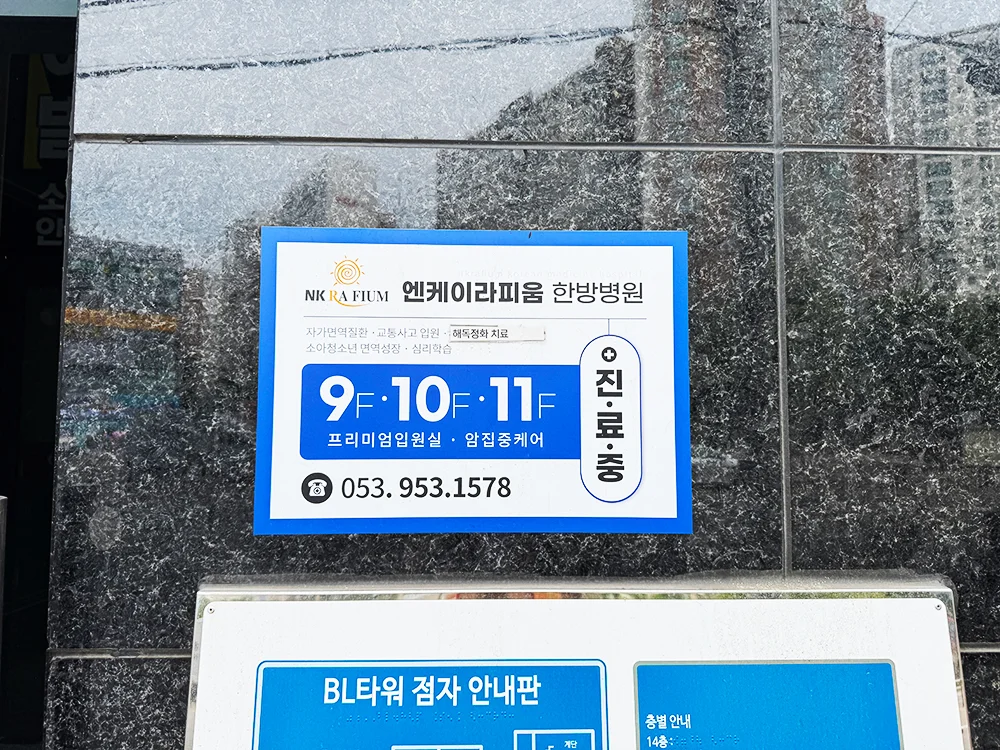 NK RA FIUM 엔케이라피움 한방병원
자가면역질환 · 교통사고 입원 · 해독정화 치료
소아청소년 면역성장 · 심리학습
9F · 10F · 11F
프리미엄입원실 · 암집중케어
진·료·중
053. 953.1578
BL타워 점자 안내판
계단
층별 안내
14층 :